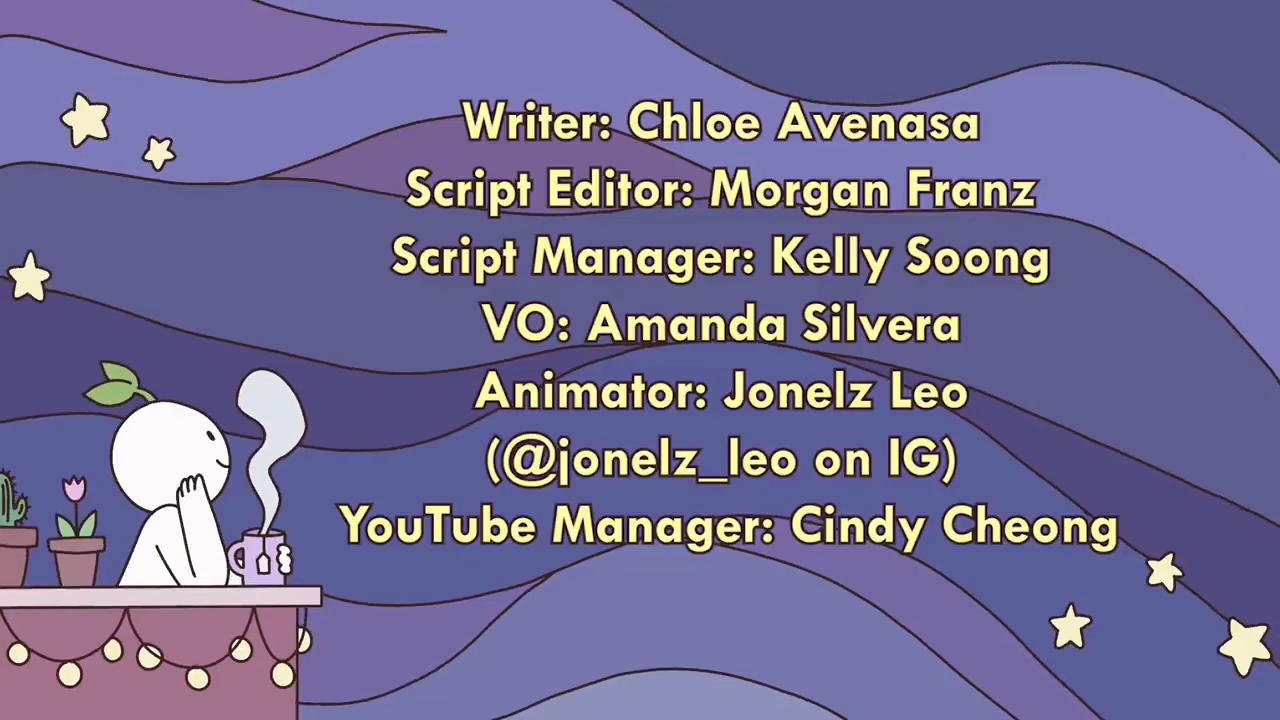 Writer: Chloe Avenasa
Script Editor: Morgan Franz
Script Manager: Kelly Soong
VO: Amanda Silvera
Animator: Jonelz Leo
(@jonelz_leo on IG)
YouTube Manager: Cindy Cheong